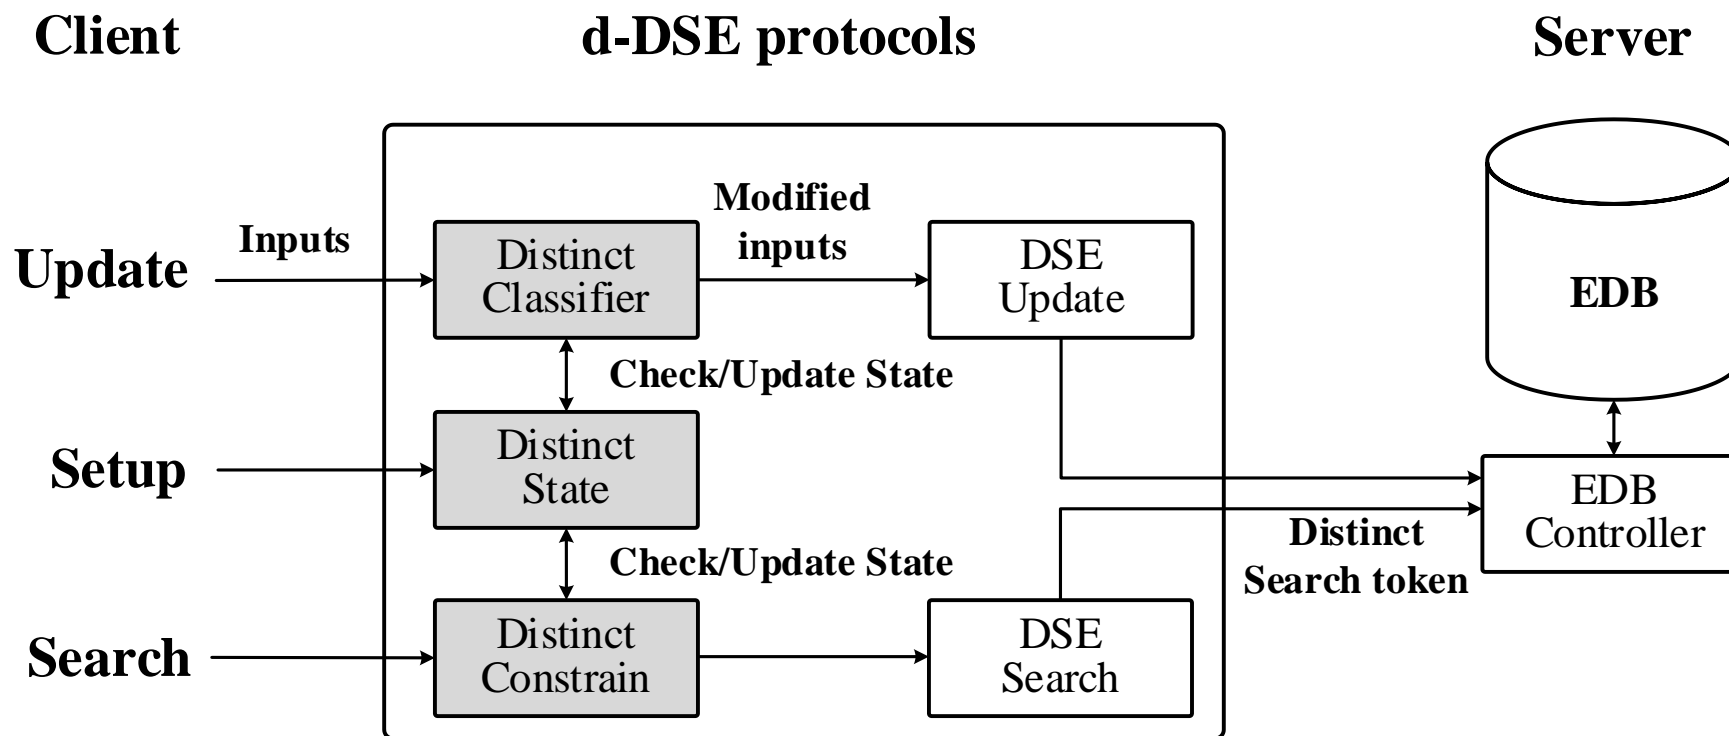 Client
d-DSE protocols
Server
Update
Inputs
Distinct
Classifier
Modified
inputs
DSE
Update
EDB
Check/Update State
Setup
Distinct
State
EDB
Controller
Distinct
Search token
Check/Update State
Search
Distinct
Constrain
DSE
Search